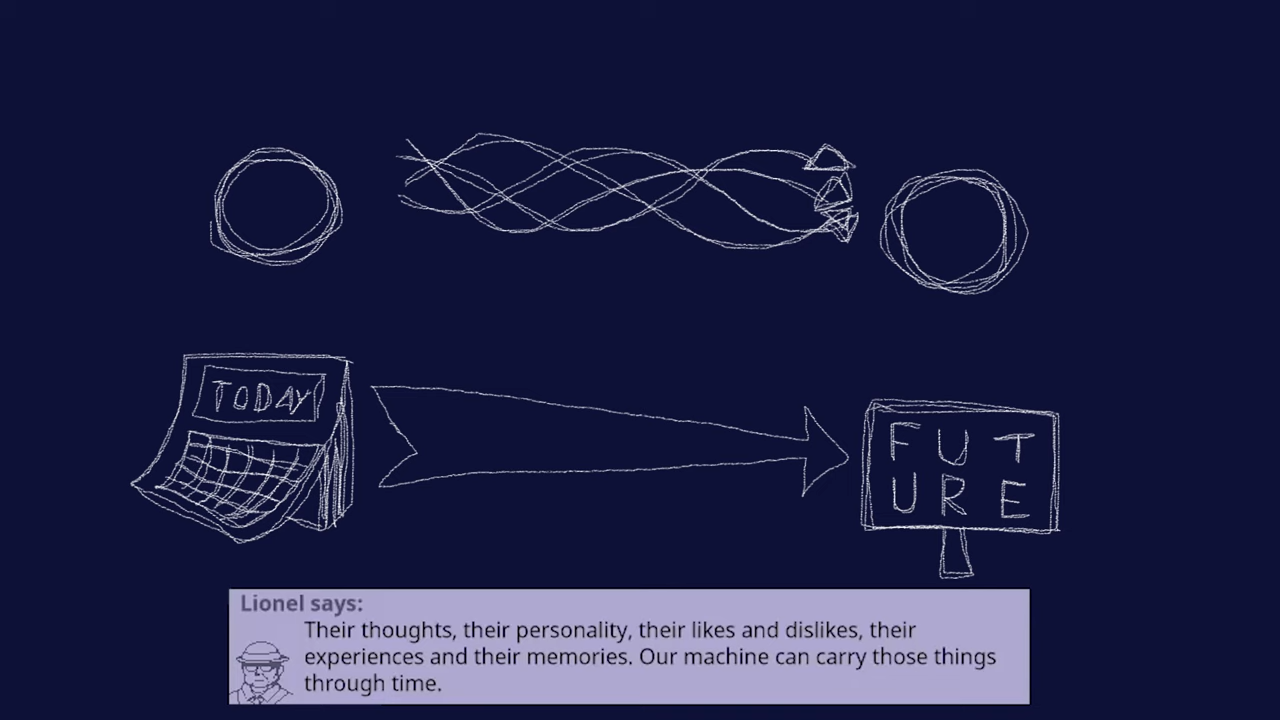 TODAY
FUT
URE
Lionel says:
Their thoughts, their personality, their likes and dislikes, their
experiences and their memories. Our machine can carry those things
through time.